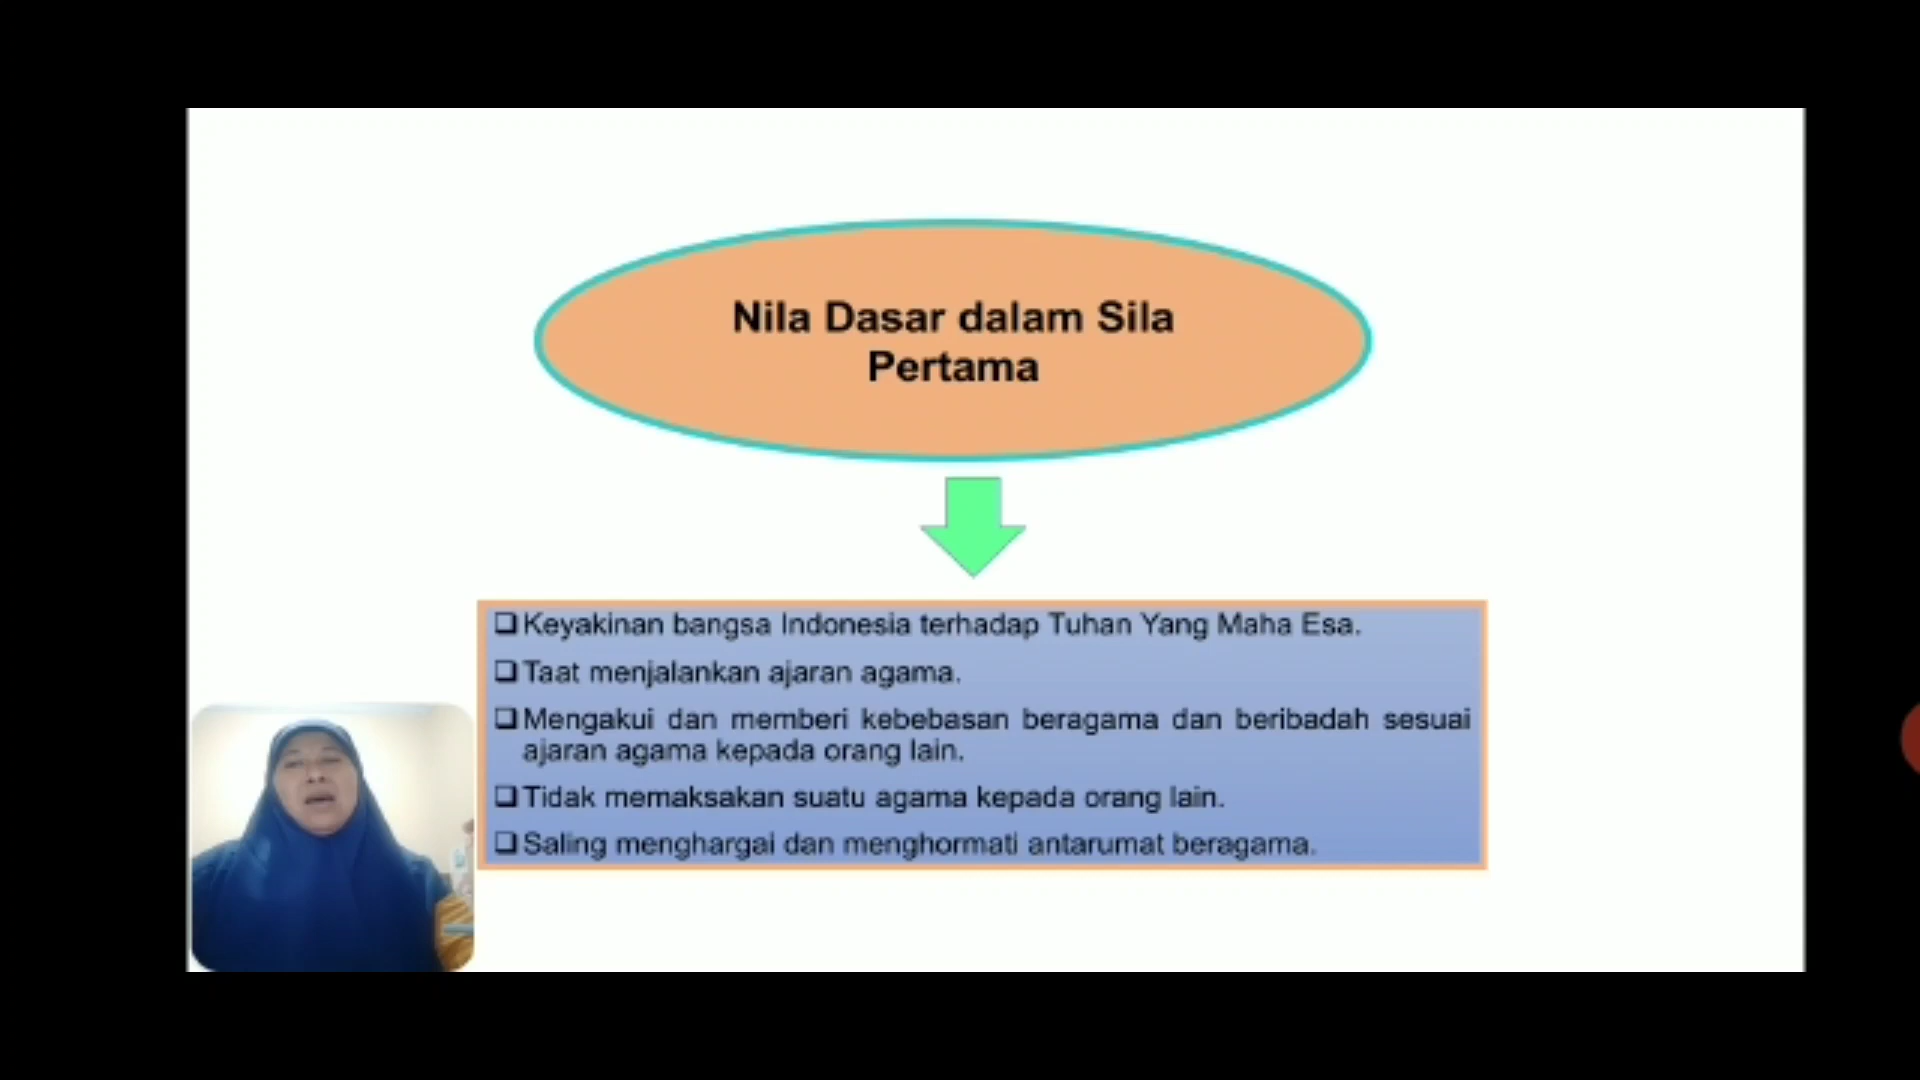 Nila Dasar dalam Sila
Pertama
❑Keyakinan bangsa Indonesia terhadap Tuhan Yang Maha Esa.
❑Taat menjalankan ajaran agama.
❑Mengakui dan memberi kebebasan beragama dan beribadah sesuai
ajaran agama kepada orang lain.
❑Tidak memaksakan suatu agama kepada orang lain.
❑Saling menghargai dan menghormati antarumat beragama.